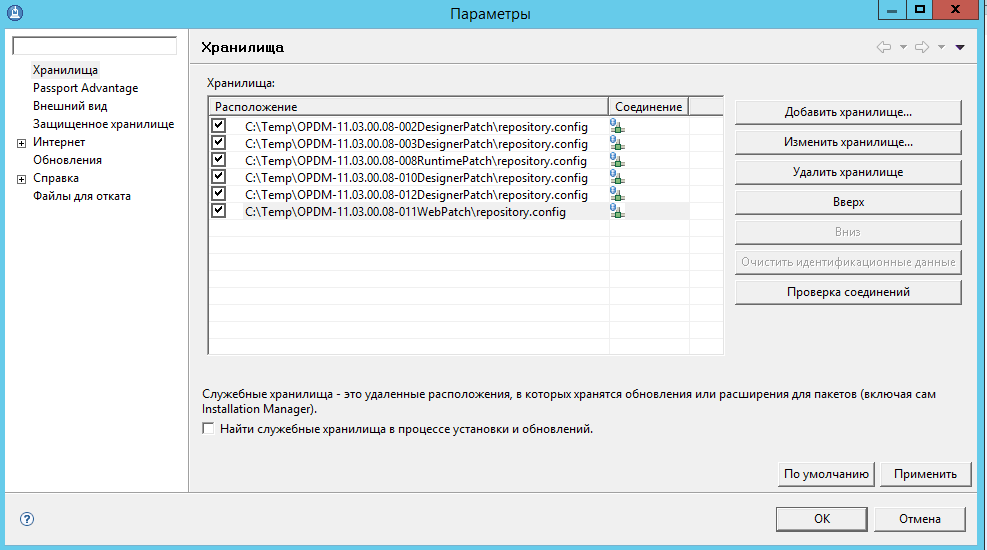 Параметры
Хранилища
Passport Advantage
Внешний вид
Защищенное хранилище
Интернет
Обновления
Справка
Файлы для отката
Хранилища
Хранилища:
Расположение Соединение
C:\Temp\OPDM-11.03.00.08-002DesignerPatch\repository.config
C:\Temp\OPDM-11.03.00.08-003DesignerPatch\repository.config
C:\Temp\OPDM-11.03.00.08-008RuntimePatch\repository.config
C:\Temp\OPDM-11.03.00.08-010DesignerPatch\repository.config
C:\Temp\OPDM-11.03.00.08-012DesignerPatch\repository.config
C:\Temp\OPDM-11.03.00.08-011WebPatch\repository.config
Добавить хранилище...
Изменить хранилище...
Удалить хранилище
Вверх
Вниз
Очистить идентификационные данные
Проверка соединений
Служебные хранилища - это удаленные расположения, в которых хранятся обновления или расширения для пакетов (включая сам
Installation Manager).
Найти служебные хранилища в процессе установки и обновлений.
По умолчанию Применить
OK Отмена